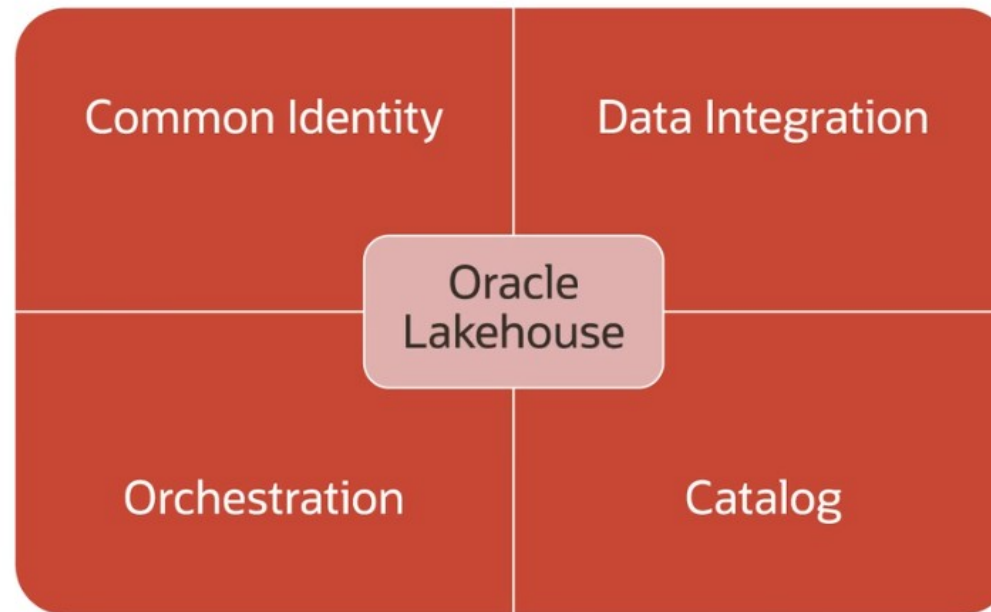 Common Identity
Data Integration
Oracle
Lakehouse
Orchestration
Catalog